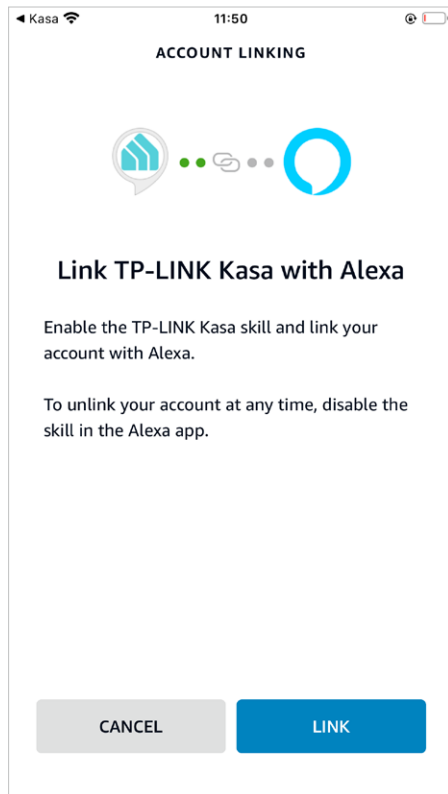 ◀ Kasa 11:50
ACCOUNT LINKING
Link TP-LINK Kasa with Alexa
Enable the TP-LINK Kasa skill and link your
account with Alexa.
To unlink your account at any time, disable the
skill in the Alexa app.
CANCEL LINK